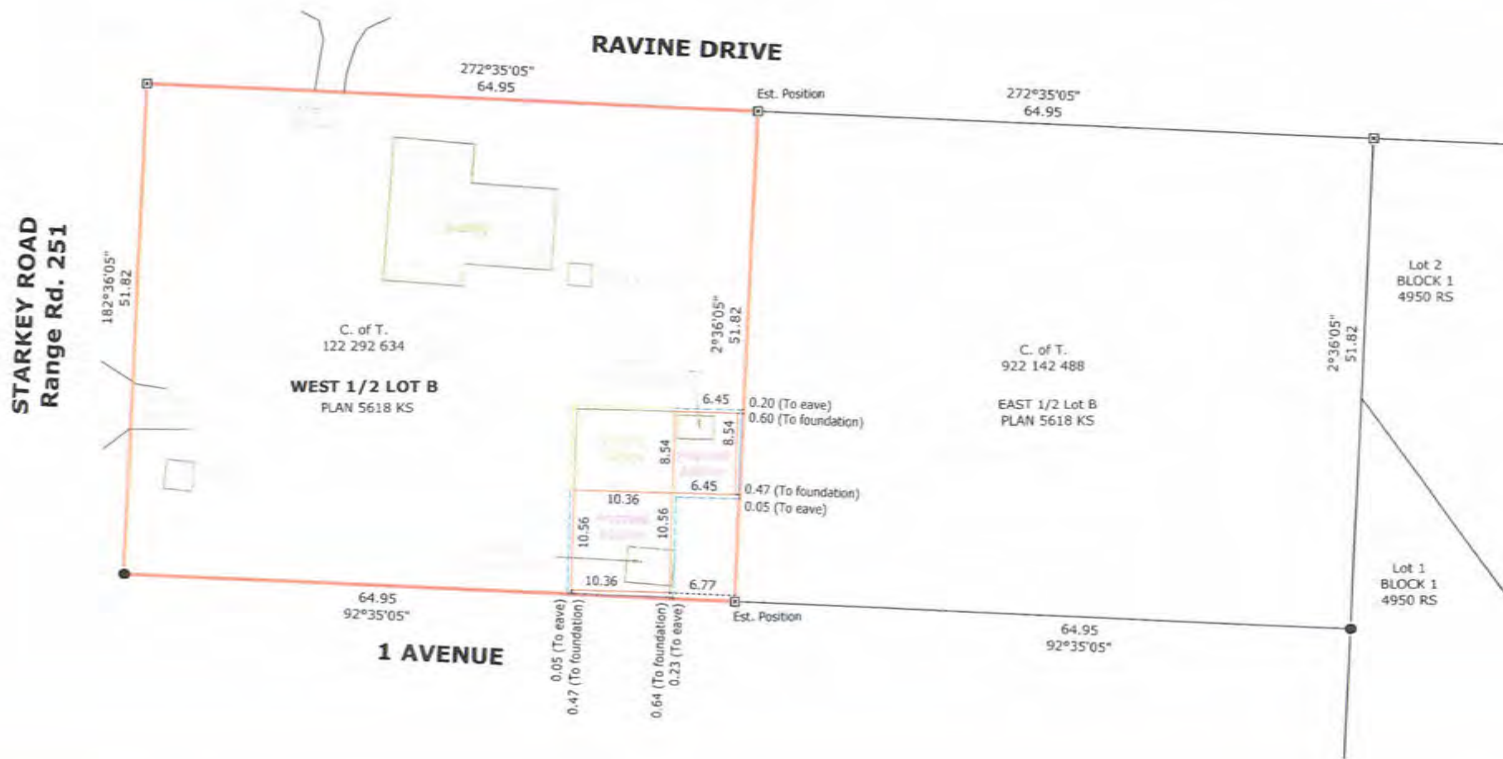 RAVINE DRIVE
272°35'05"
64.95
Est. Position
272°35'05"
64.95
STARKEY ROAD
Range Rd. 251
182°36'05"
51.82
2°36'05"
51.82
2°36'05"
51.82
Lot 2
BLOCK 1
4950 RS
C. of T.
122 292 634
WEST 1/2 LOT B
PLAN 5618 KS
C. of T.
922 142 488
EAST 1/2 Lot B
PLAN 5618 KS
6.45
0.20 (To eave)
0.60 (To foundation)
8.54
8.54
6.45
0.47 (To foundation)
0.05 (To eave)
10.36
10.56
10.56
10.36
6.77
Lot 1
BLOCK 1
4950 RS
64.95
92°35'05"
Est. Position
64.95
92°35'05"
1 AVENUE
0.05 (To eave)
0.47 (To foundation)
0.64 (To foundation)
0.23 (To eave)